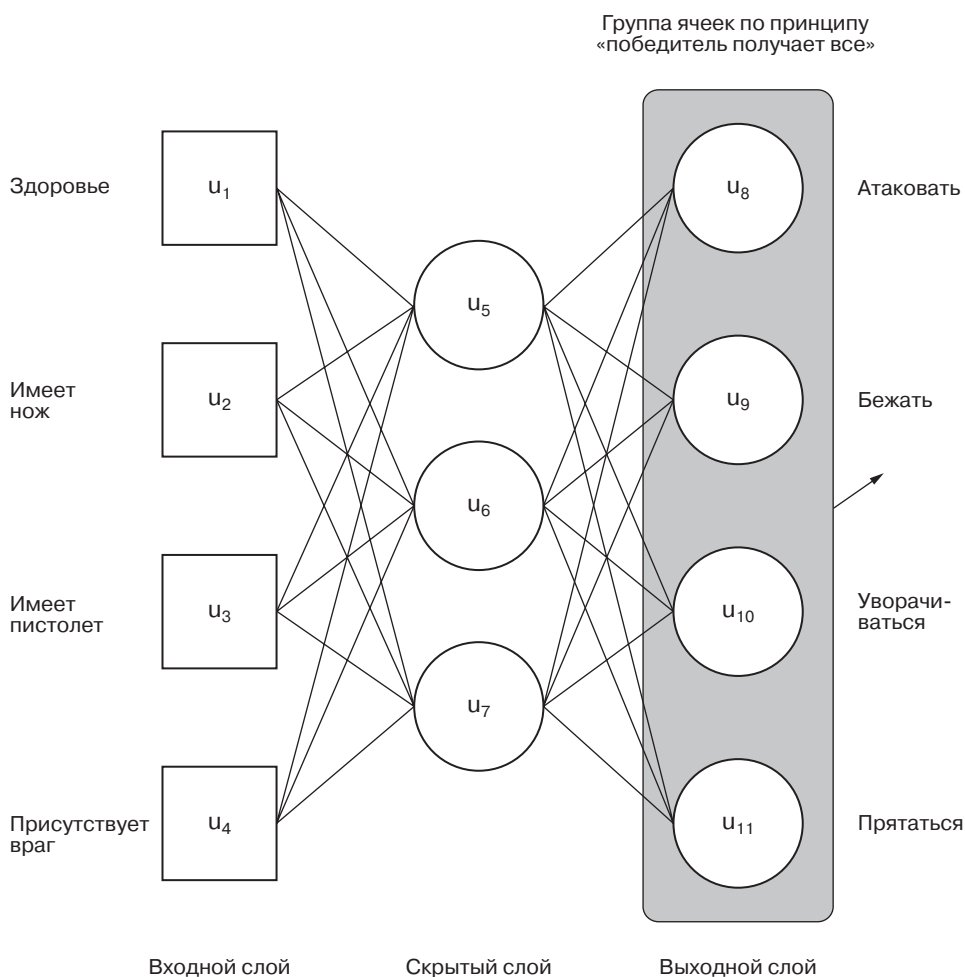 Группа ячеек по принципу
«победитель получает все»
Здоровье
u1
u8
Атаковать
u5
Имеет
нож
u2
u9
Бежать
u6
Имеет
пистолет
u3
u10
Уворачи-
ваться
u7
Присутствует
враг
u4
u11
Прятаться
Входной слой
Скрытый слой
Выходной слой